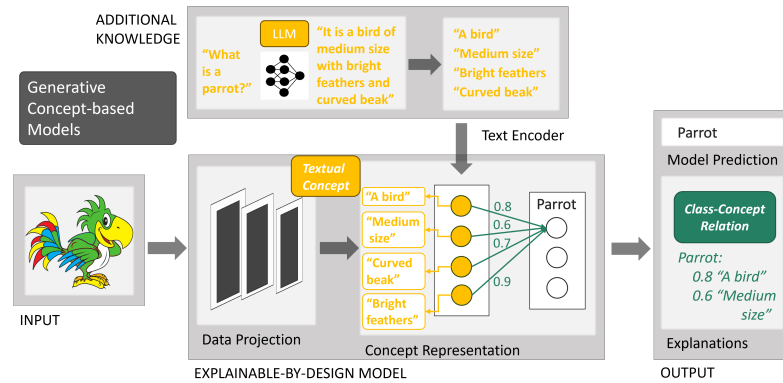 ADDITIONAL
KNOWLEDGE
“What
is a
parrot?”
LLM
“It is a bird of
medium size
with bright
feathers and
curved beak”
“A bird”
“Medium size”
“Bright feathers
“Curved beak”
Generative
Concept-based
Models
Text Encoder
INPUT
Data Projection
Textual
Concept
“A bird”
“Medium
size”
“Curved
beak”
“Bright
feathers”
0.8
0.6
0.7
0.9
Parrot
Concept Representation
EXPLAINABLE-BY-DESIGN MODEL
Parrot
Model Prediction
Class-Concept
Relation
Parrot:
0.8 “A bird”
0.6 “Medium
size”
Explanations
OUTPUT